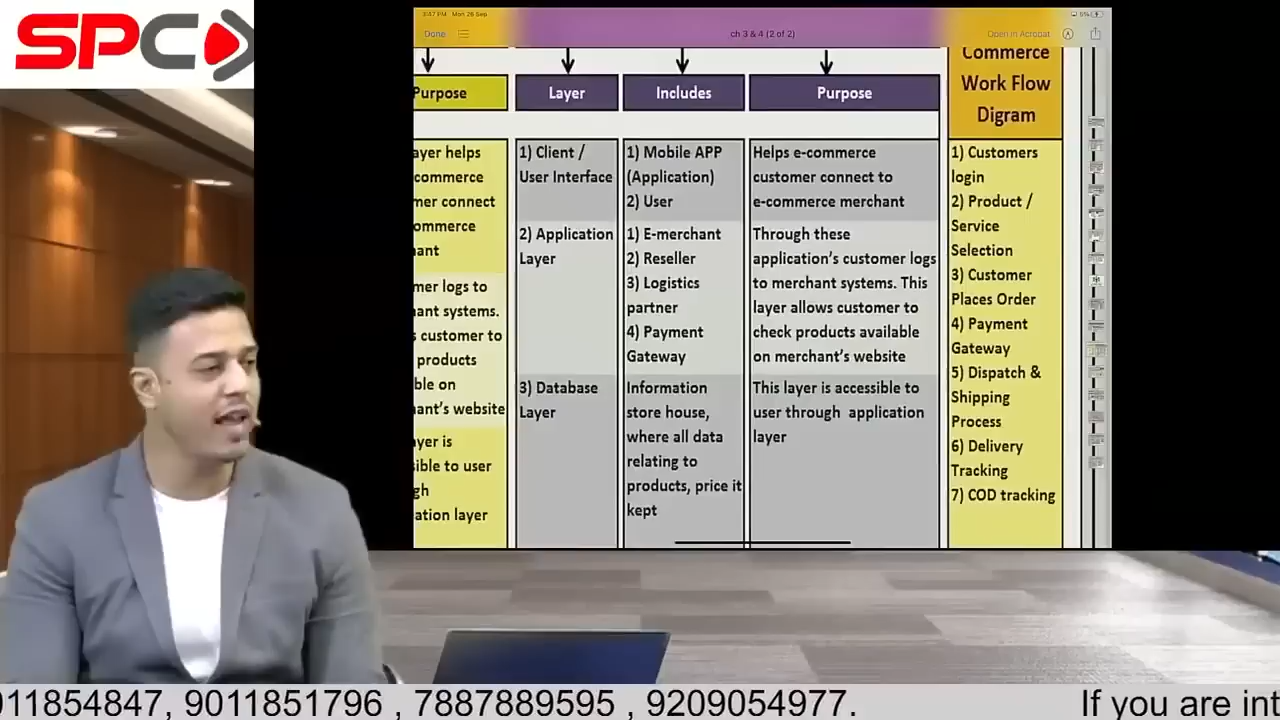 SPC
3:47 PM Mon 26 Sep
5%
Done
ch 3 & 4 (2 of 2)
Open in Acrobat
Purpose
Layer
Includes
Purpose
Commerce
Work Flow
Digram
ayer helps
commerce
mer connect
ommerce
ant
mer logs to
ant systems.
s customer to
products
ble on
ant's website
ayer is
sible to user
gh
ation layer
1) Client /
User Interface
2) Application
Layer
3) Database
Layer
1) Mobile APP
(Application)
2) User
1) E-merchant
2) Reseller
3) Logistics
partner
4) Payment
Gateway
Information
store house,
where all data
relating to
products, price it
kept
Helps e-commerce
customer connect to
e-commerce merchant
Through these
application's customer logs
to merchant systems. This
layer allows customer to
check products available
on merchant's website
This layer is accessible to
user through application
layer
1) Customers
login
2) Product /
Service
Selection
3) Customer
Places Order
4) Payment
Gateway
5) Dispatch &
Shipping
Process
6) Delivery
Tracking
7) COD tracking
011854847, 9011851796 , 7887889595 , 9209054977. If you are int